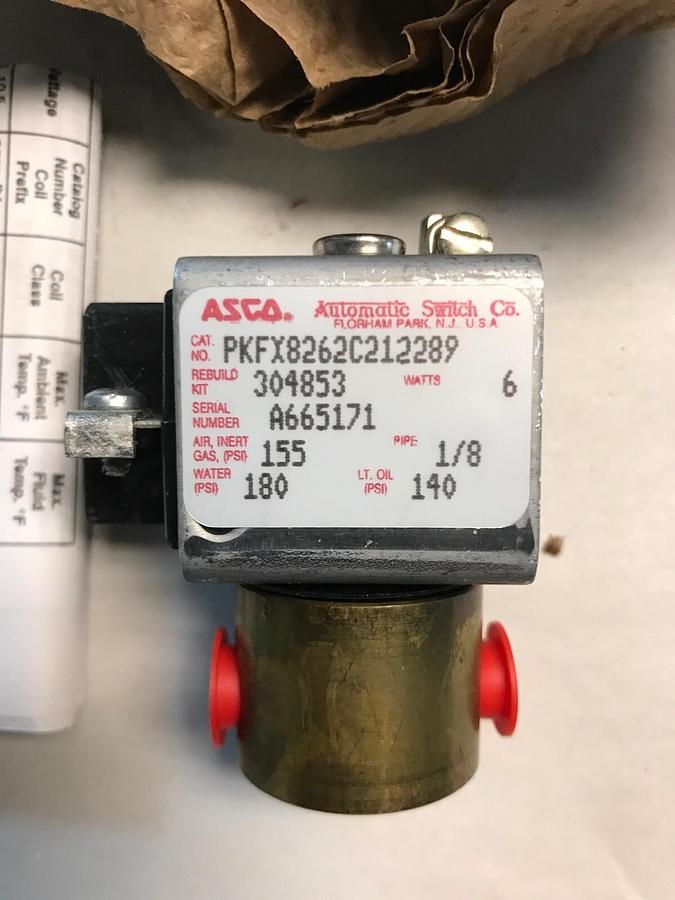 ASCO. Automatic Switch Co.
FLORHAM PARK, N.J. U.S.A
CAT. NO. PKFX8262C212289
REBUILD KIT 304853 WATTS 6
SERIAL NUMBER A665171
AIR, INERT GAS, (PSI) 155 PIPE 1/8
WATER (PSI) 180 LT. OIL (PSI) 140
Wattage
Catalog
Number
Coil
Prefix
Coil
Class
Max.
Ambient
Temp. °F
Max.
Fluid
Temp. °F